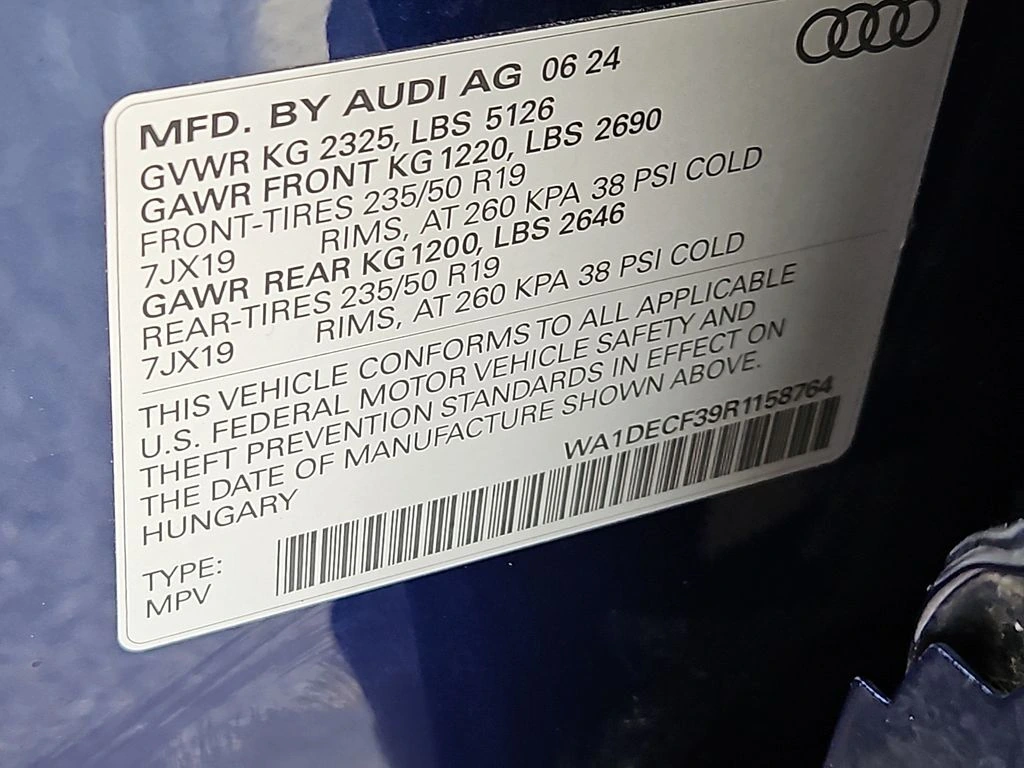 MFD. BY AUDI AG 06 24
GVWR KG 2325, LBS 5126
GAWR FRONT KG 1220, LBS 2690
FRONT-TIRES 235/50 R19
7JX19 RIMS, AT 260 KPA 38 PSI COLD
GAWR REAR KG 1200, LBS 2646
REAR-TIRES 235/50 R19
7JX19 RIMS, AT 260 KPA 38 PSI COLD
THIS VEHICLE CONFORMS TO ALL APPLICABLE
U.S. FEDERAL MOTOR VEHICLE SAFETY AND
THEFT PREVENTION STANDARDS IN EFFECT ON
THE DATE OF MANUFACTURE SHOWN ABOVE.
HUNGARY
WA1DECF39R1158764
TYPE:
MPV